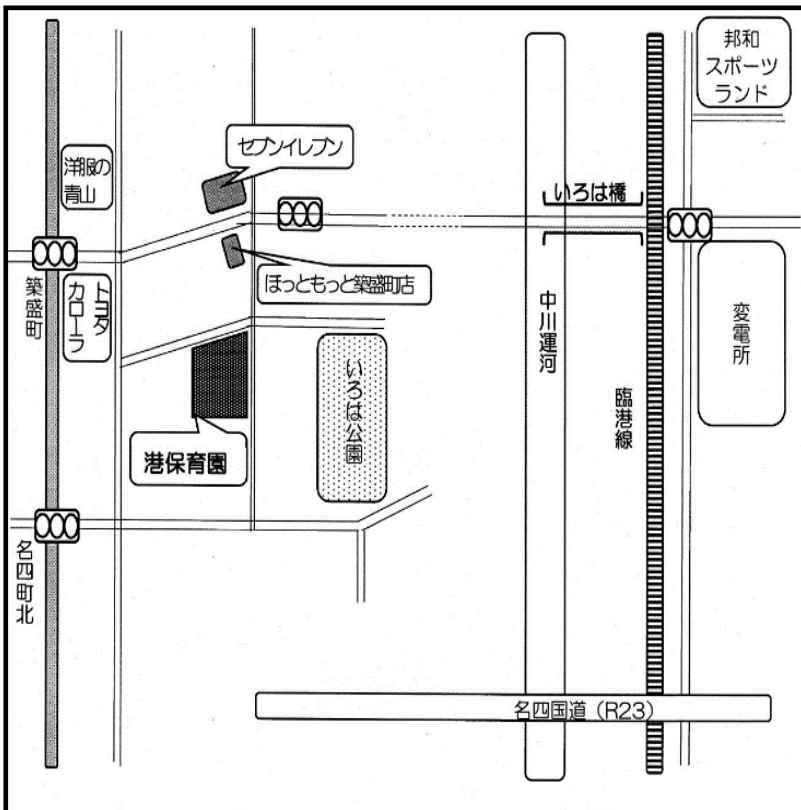 邦和
スポーツ
ランド
セブンイレブン
洋服の
青山
いろは橋
ほっともっと築盛町店
築盛町
トヨタ
カローラ
中川運河
変電所
いろは公園
臨港線
港保育園
名四町北
名四国道（R23）